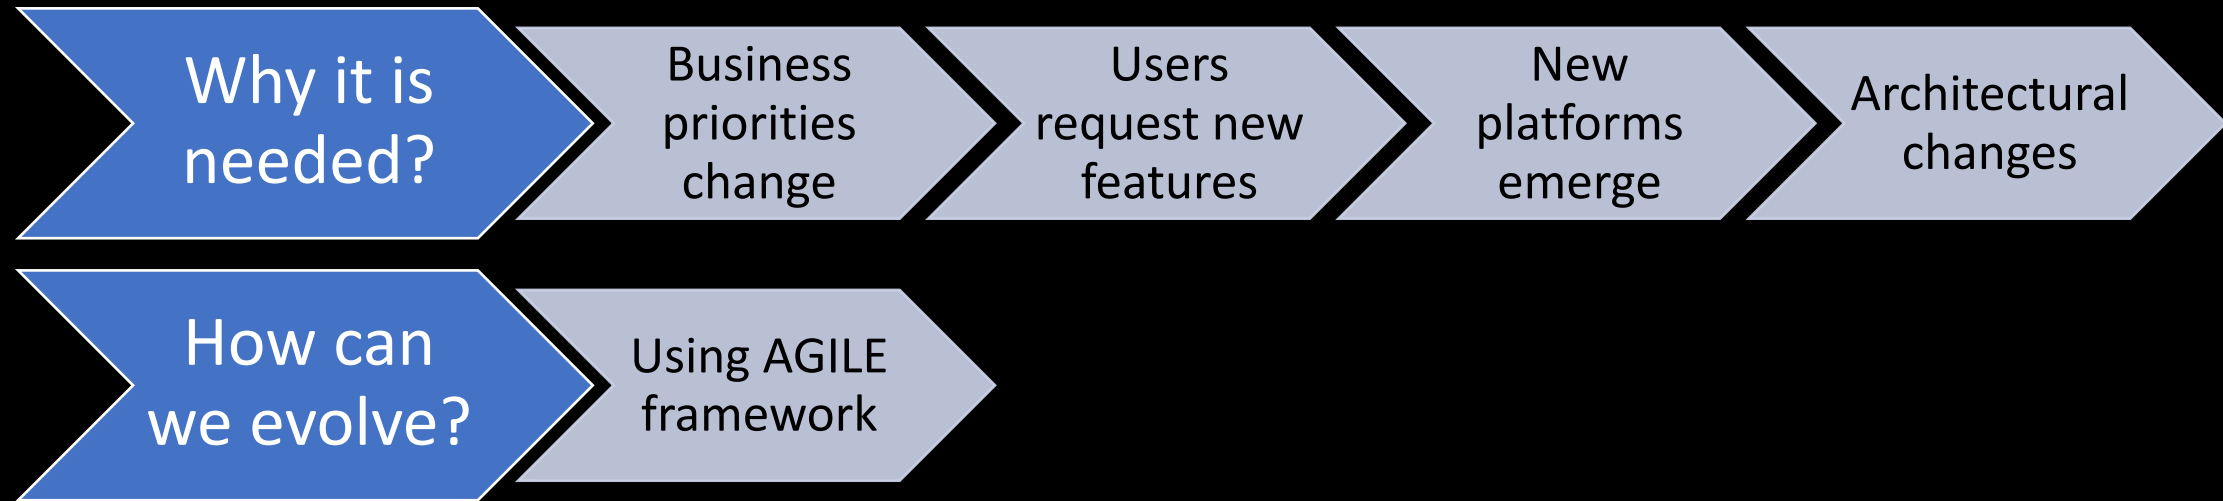 Why it is
needed?
Business
priorities
change
Users
request new
features
New
platforms
emerge
Architectural
changes
How can
we evolve?
Using AGILE
framework